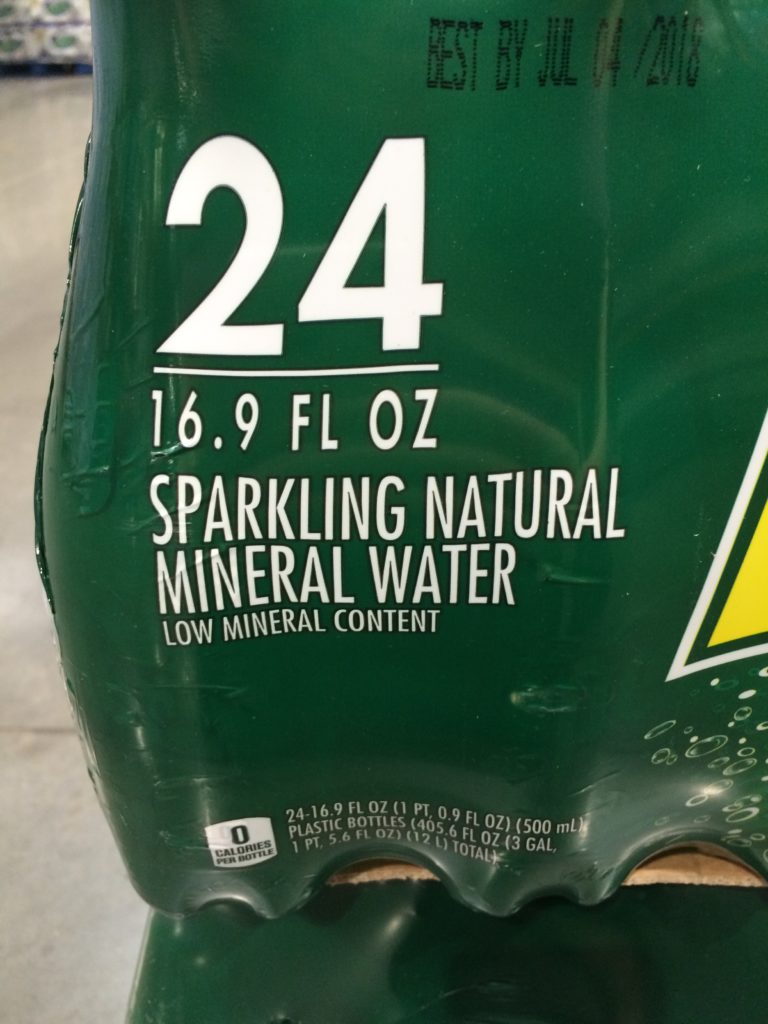 BEST BY JUL 04 /2018
24
16.9 FL OZ
SPARKLING NATURAL
MINERAL WATER
LOW MINERAL CONTENT
0
CALORIES
PER BOTTLE
24-16.9 FL OZ (1 PT, 0.9 FL OZ) (500 mL)
PLASTIC BOTTLES (405.6 FL OZ (3 GAL,
1 PT, 5.6 FL OZ) (12 L) TOTAL)